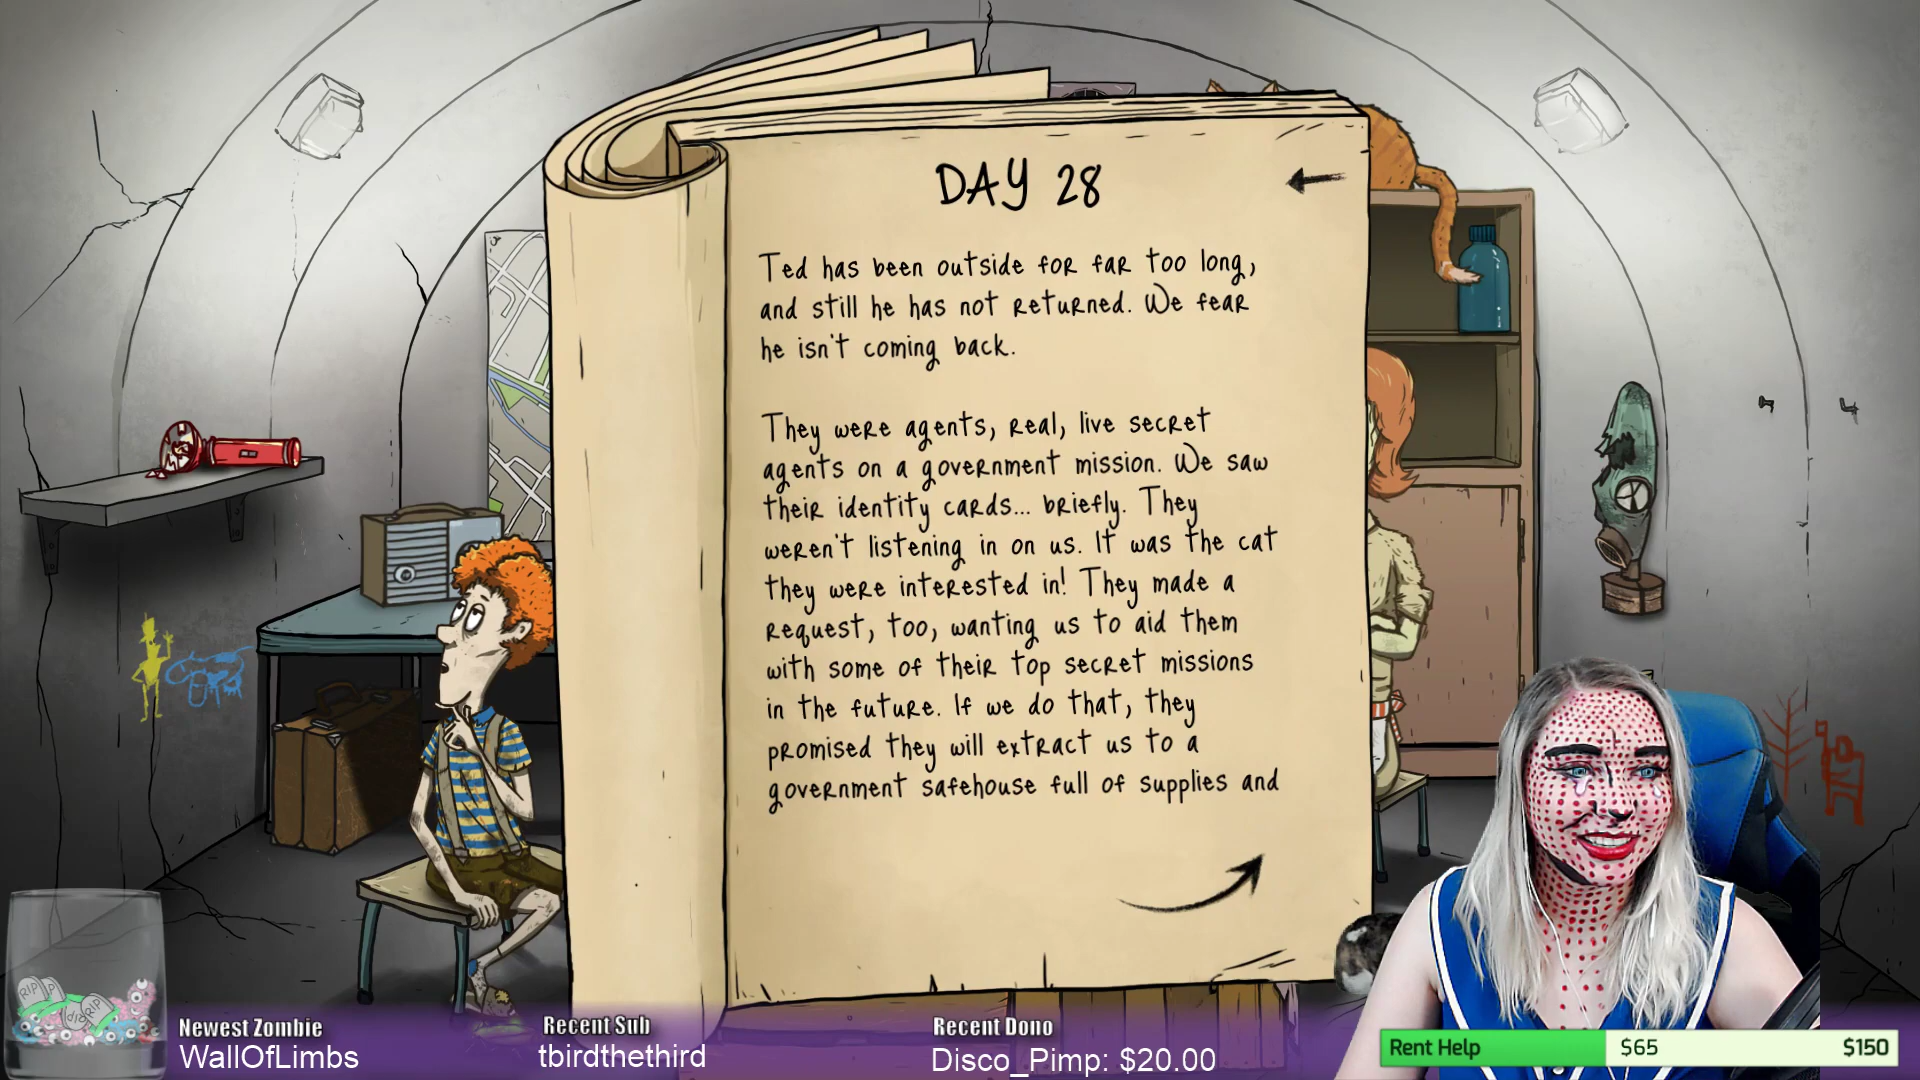 DAY 28
Ted has been outside for far too long,
and still he has not returned. We fear
he isn't coming back.
They were agents, real, live secret
agents on a government mission. We saw
their identity cards... briefly. They
weren't listening in on us. It was the cat
they were interested in! They made a
request, too, wanting us to aid them
with some of their top secret missions
in the future. If we do that, they
promised they will extract us to a
government safehouse full of supplies and
RIP
RIP
Newest Zombie
WallOfLimbs
Recent Sub
tbirdthethird
Recent Dono
Disco_Pimp: $20.00
Rent Help $65 $150